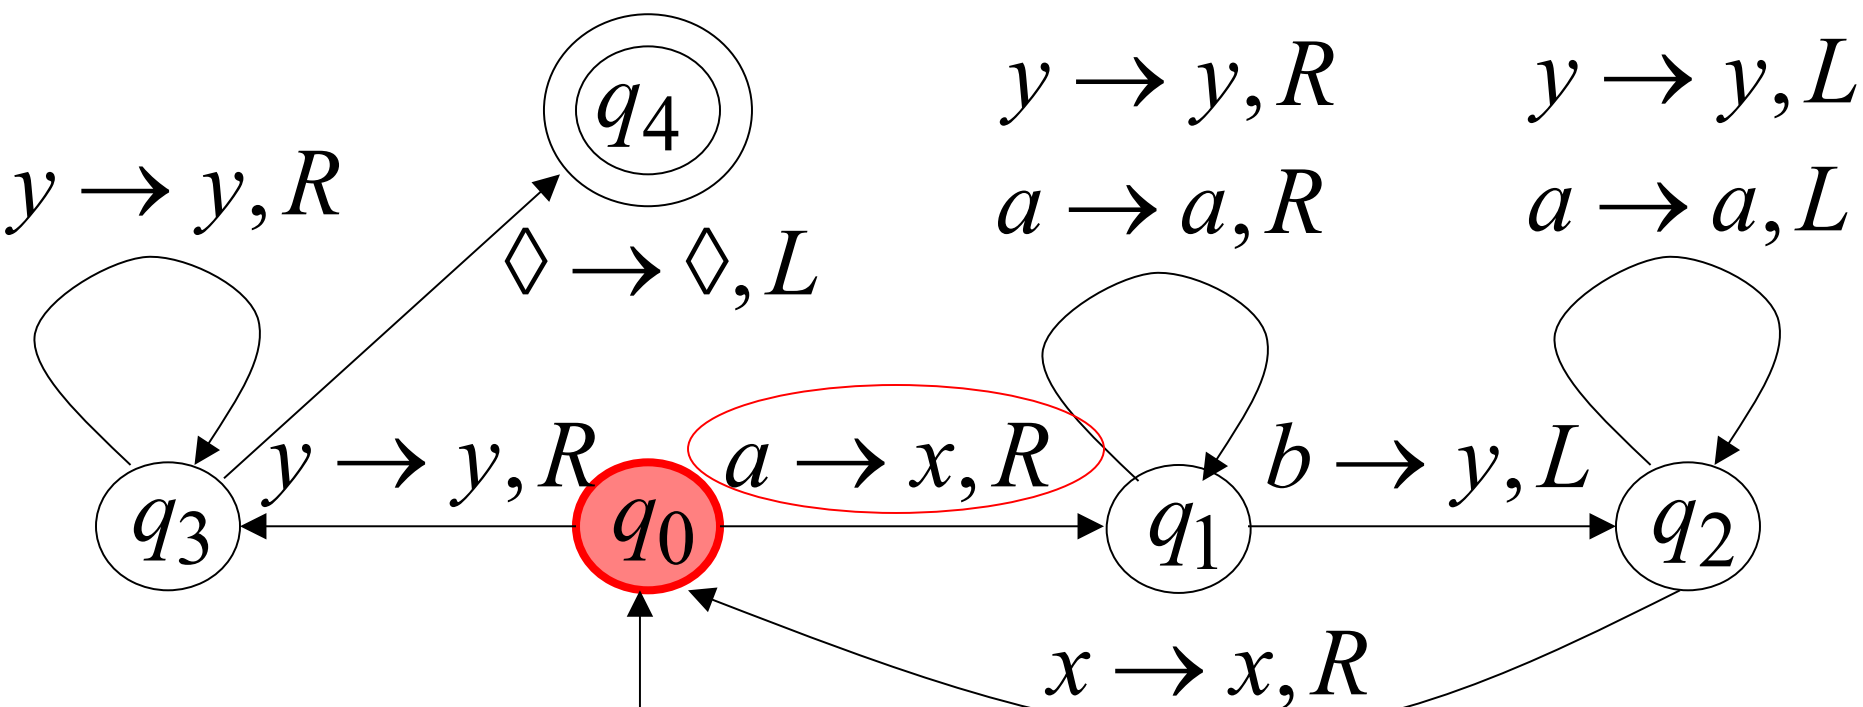 q4
y → y, R
y → y, L
y → y, R
a → a, R
a → a, L
◊ → ◊, L
y → y, R
a → x, R
b → y, L
q3
q0
q1
q2
x → x, R